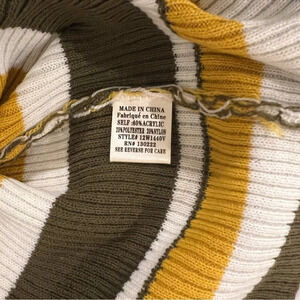 MADE IN CHINA
Fabriqué en Chine
SELF:60%ACRYLIC
20%POLYESTER 20%NYLON
STYLE# 12W1440V
RN# 130222
SEE REVERSE FOR CARE